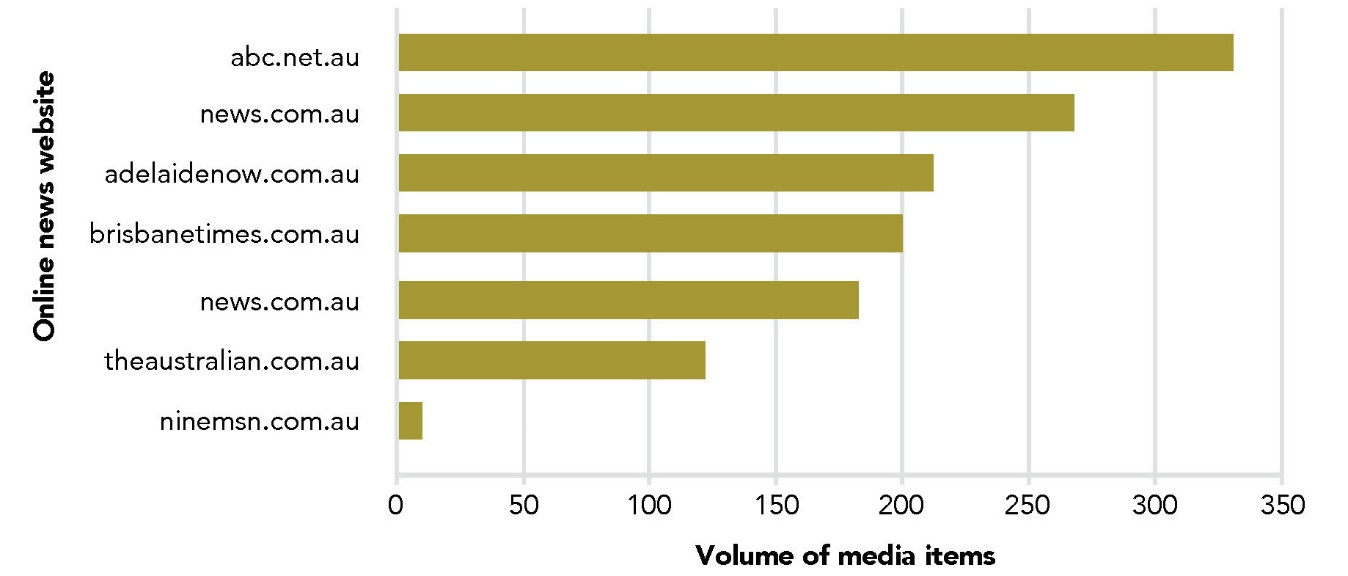 Online news website
abc.net.au
news.com.au
adelaidenow.com.au
brisbanetimes.com.au
news.com.au
theaustralian.com.au
ninemsn.com.au
0 50 100 150 200 250 300 350
Volume of media items